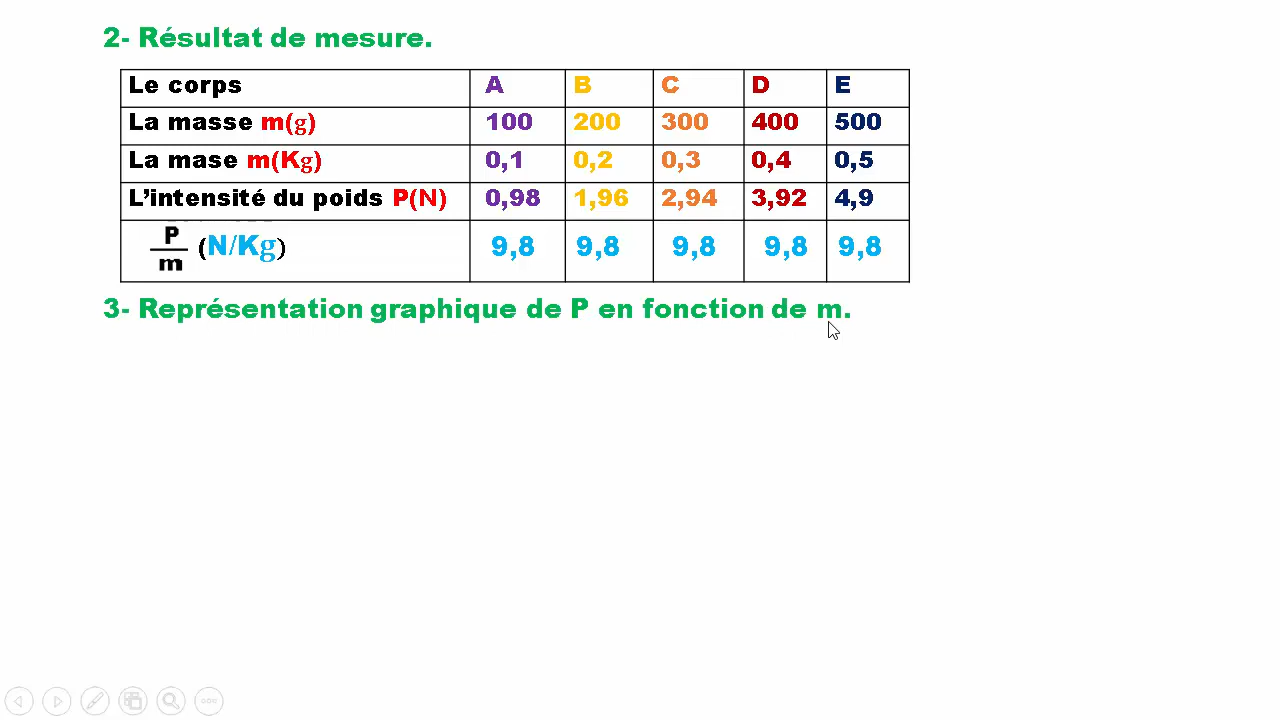 2- Résultat de mesure.
Le corps A B C D E
La masse m(g) 100 200 300 400 500
La mase m(Kg) 0,1 0,2 0,3 0,4 0,5
L’intensité du poids P(N) 0,98 1,96 2,94 3,92 4,9
P/m (N/Kg) 9,8 9,8 9,8 9,8 9,8
3- Représentation graphique de P en fonction de m.